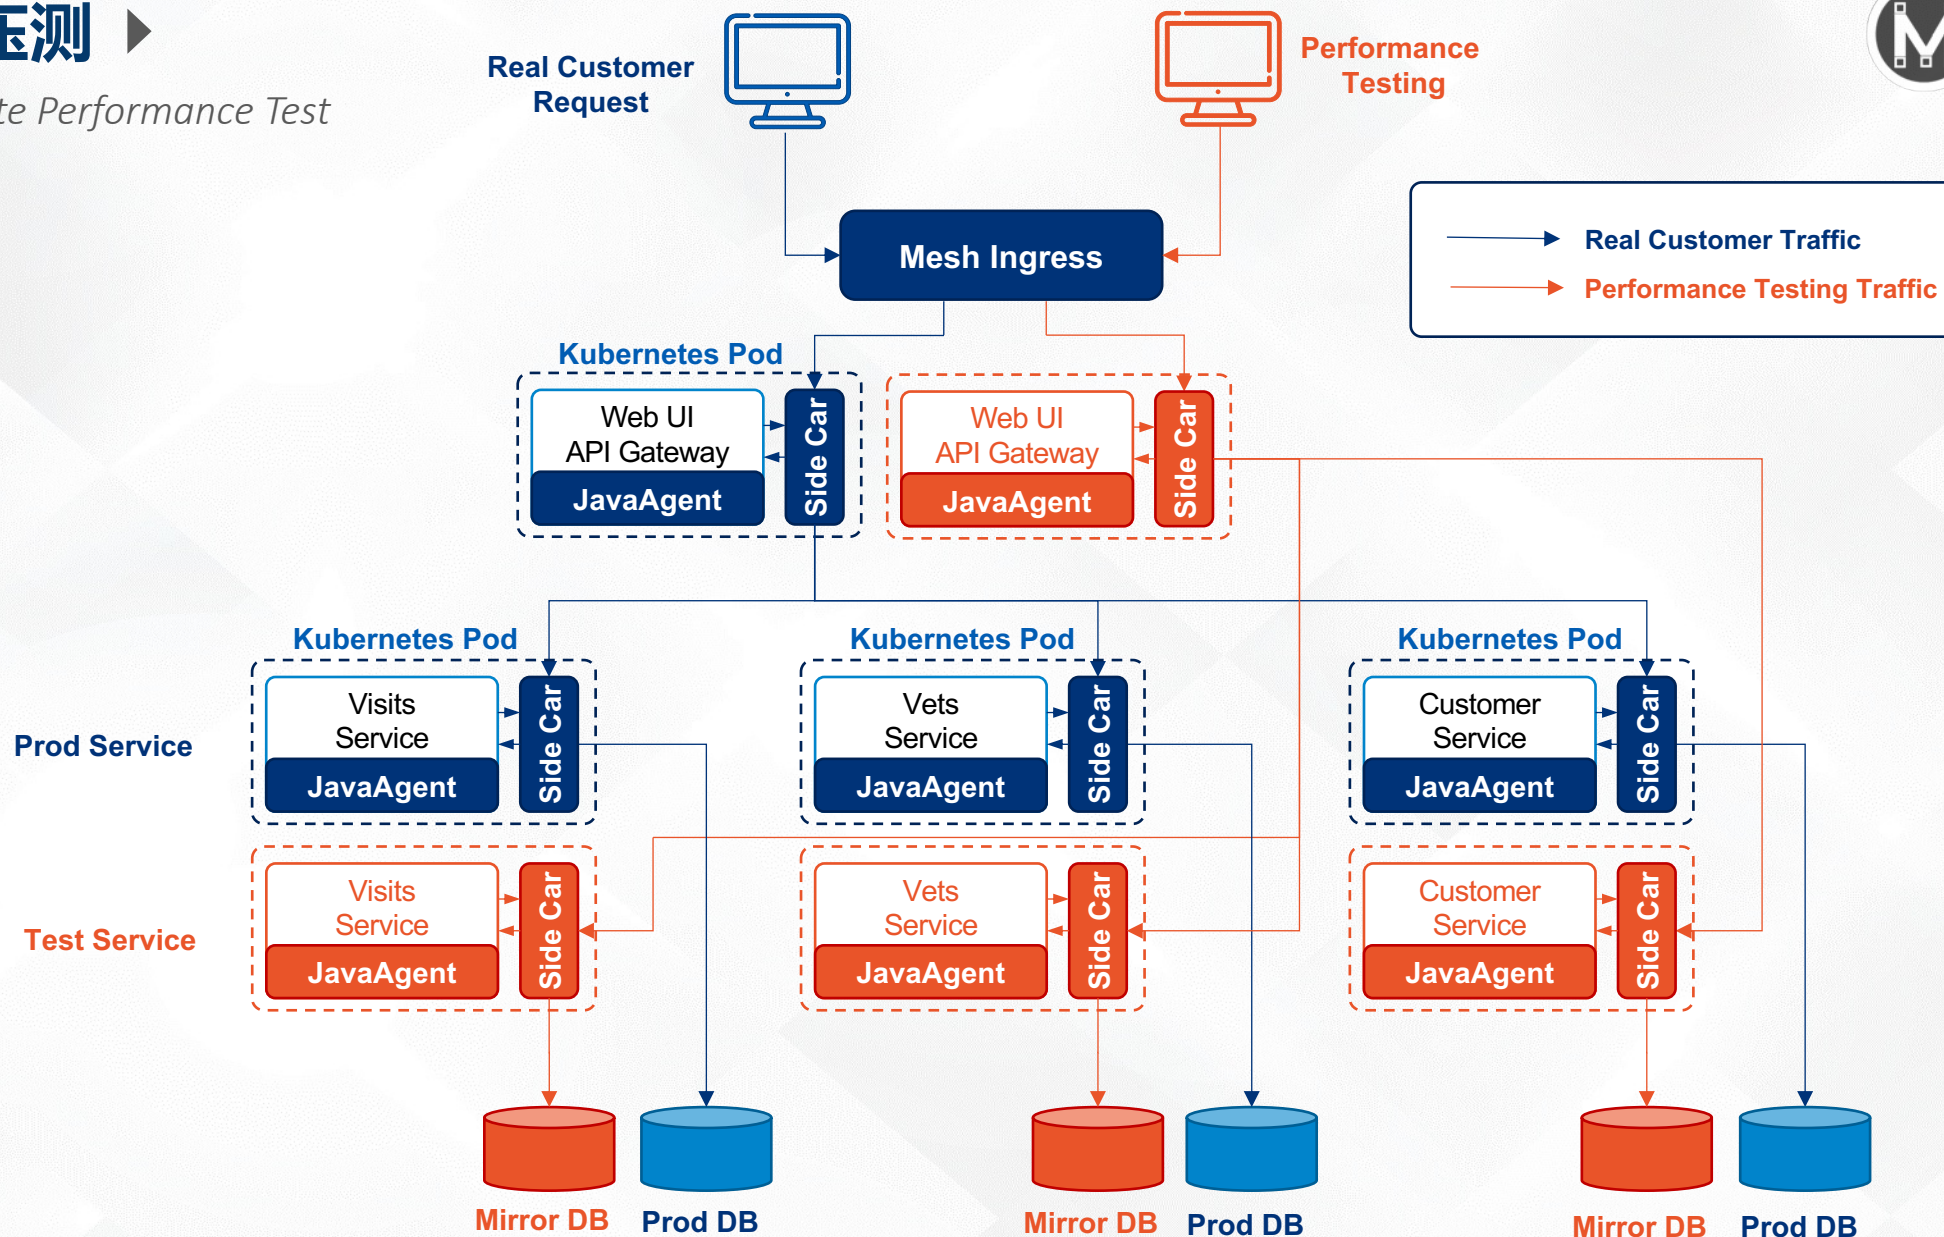 压测
te Performance Test
Real Customer
Request
Performance
Testing
Mesh Ingress
Real Customer Traffic
Performance Testing Traffic
Kubernetes Pod
Web UI
API Gateway
JavaAgent
Side Car
Web UI
API Gateway
JavaAgent
Side Car
Kubernetes Pod
Kubernetes Pod
Kubernetes Pod
Prod Service
Visits
Service
JavaAgent
Side Car
Vets
Service
JavaAgent
Side Car
Customer
Service
JavaAgent
Side Car
Test Service
Visits
Service
JavaAgent
Side Car
Vets
Service
JavaAgent
Side Car
Customer
Service
JavaAgent
Side Car
Mirror DB
Prod DB
Mirror DB
Prod DB
Mirror DB
Prod DB